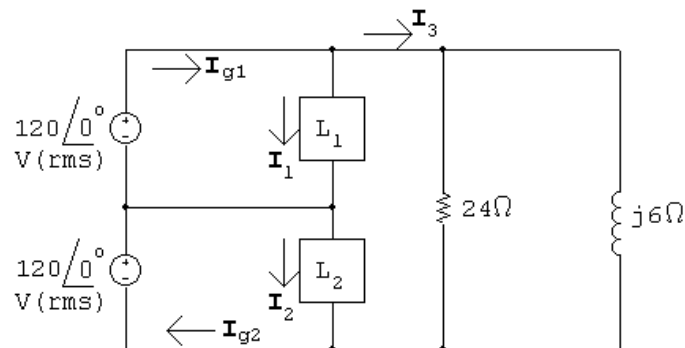 I3
Ig1
120/0°
V(rms)
L1
I1
24Ω
j6Ω
120/0°
V(rms)
L2
I2
Ig2